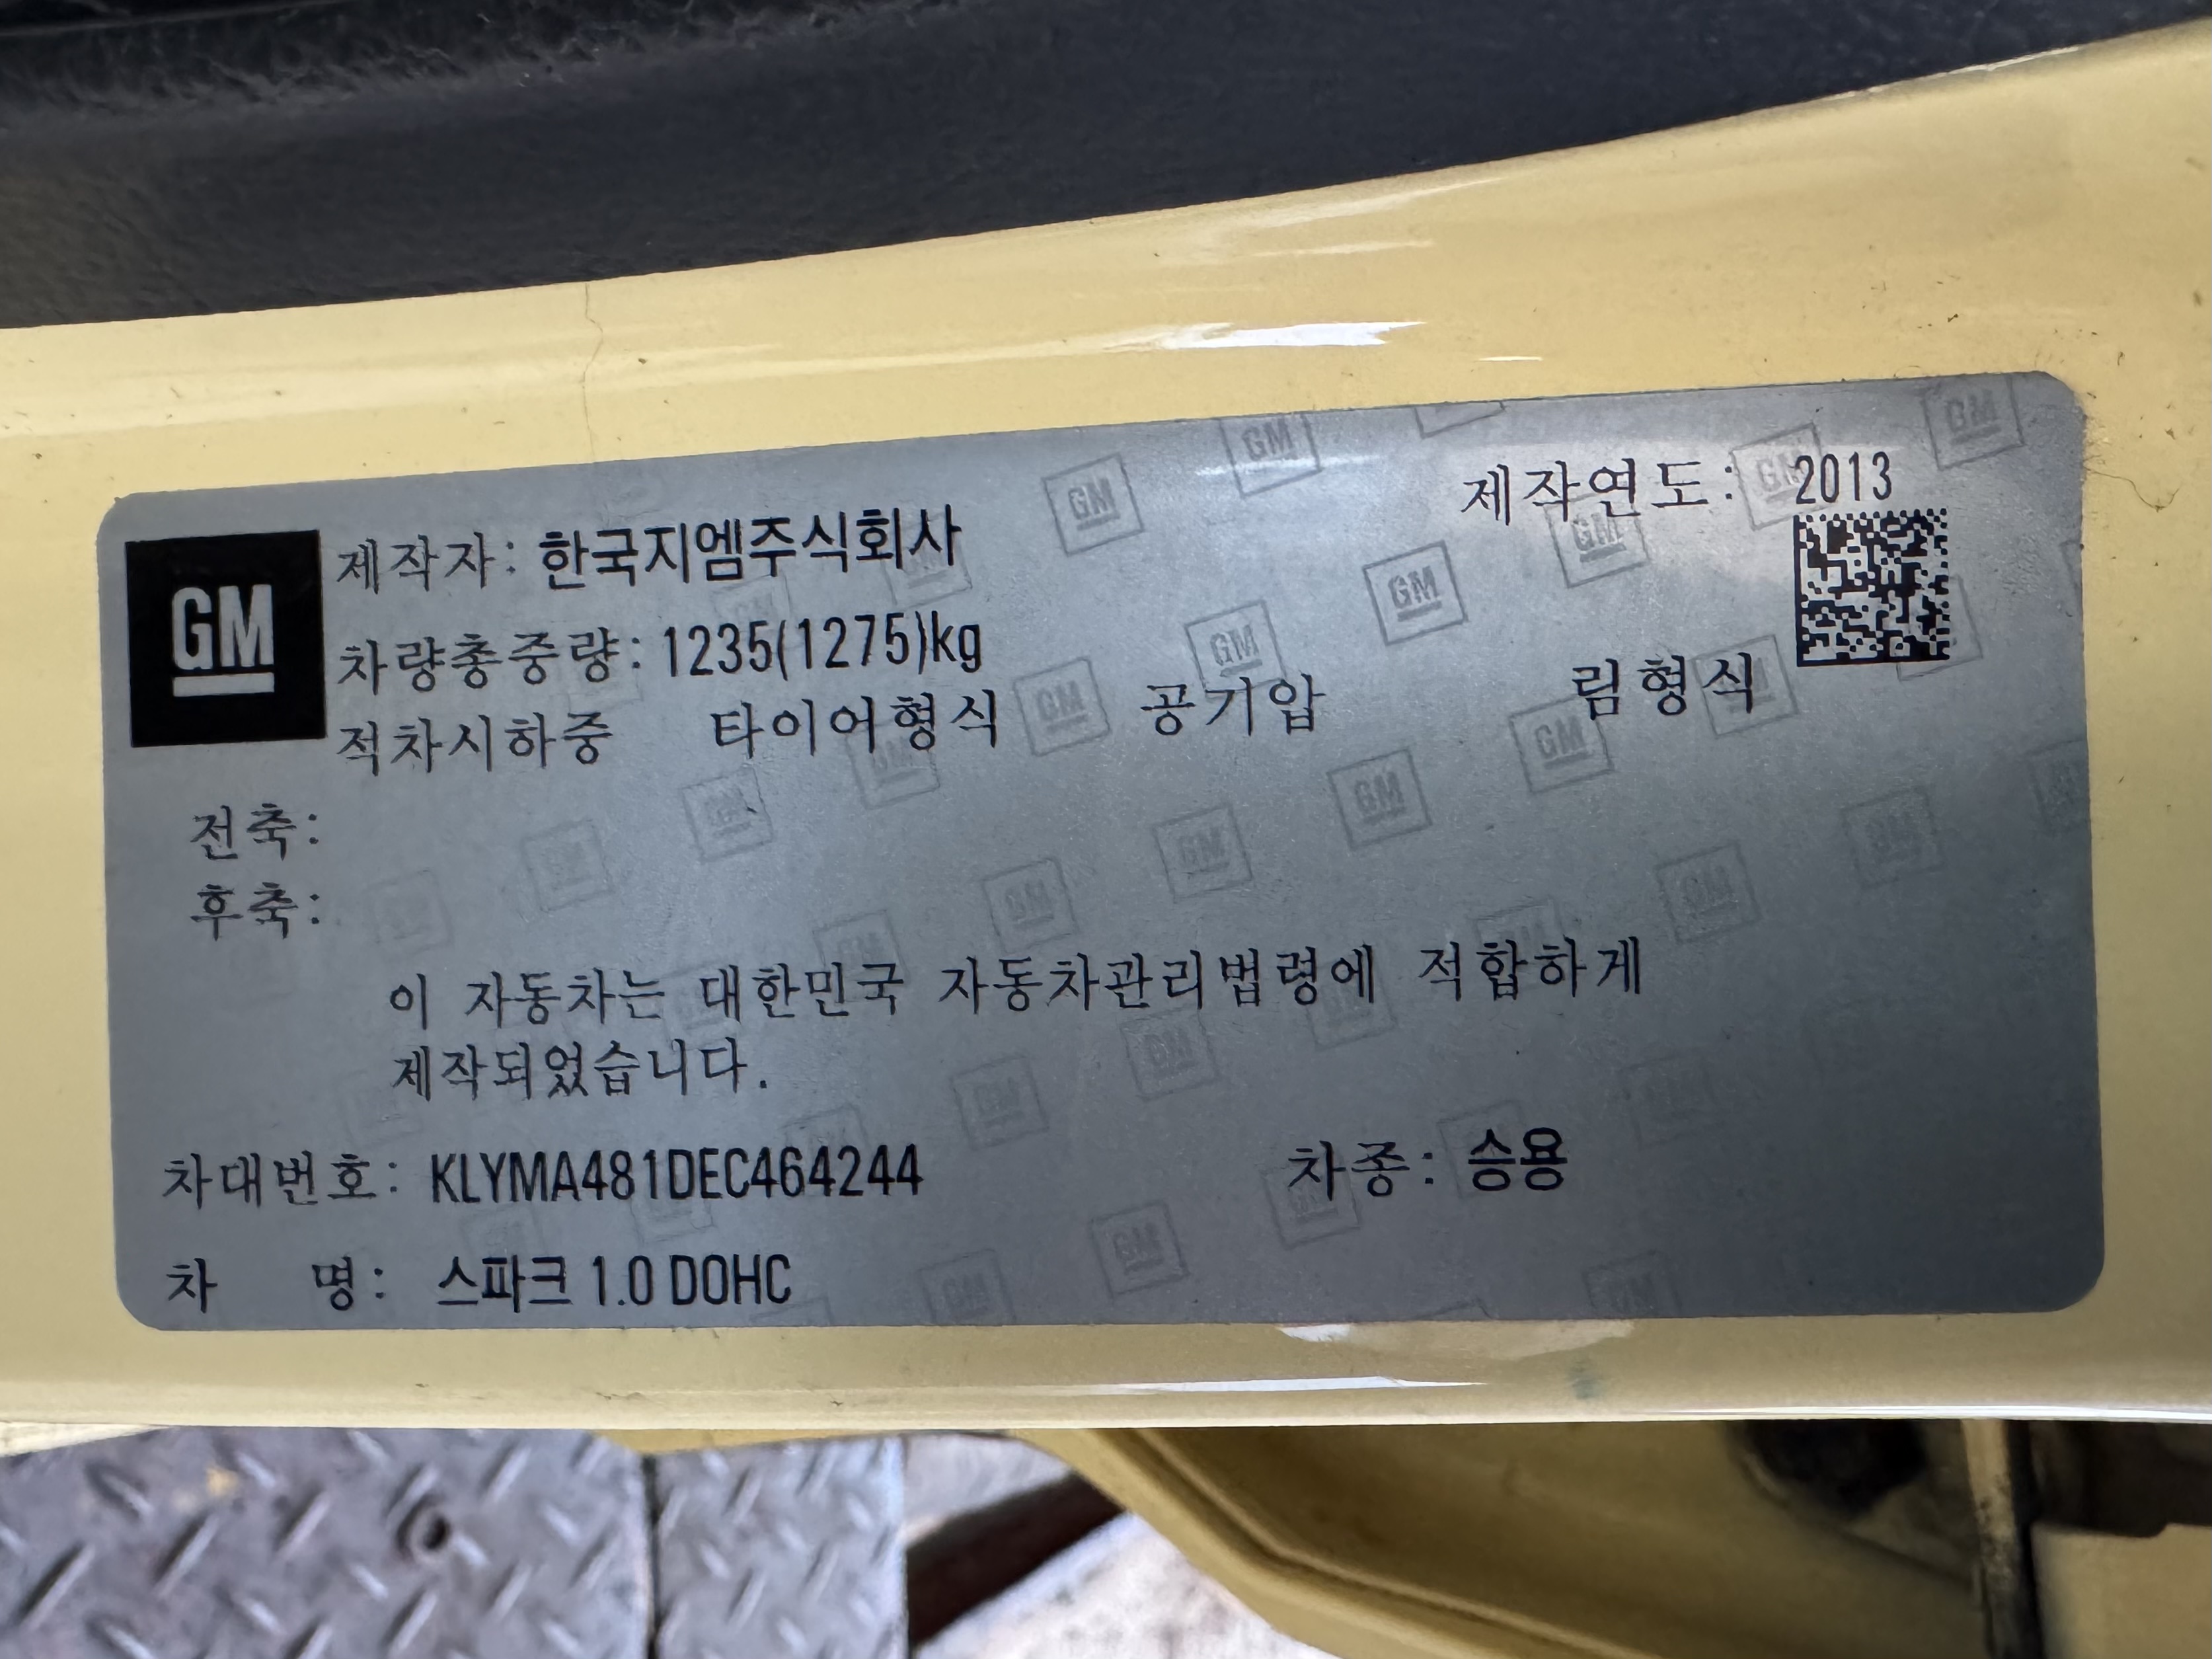 제작연도: 2013
GM
제작자: 한국지엠주식회사
차량총중량: 1235(1275)kg
적차시하중 타이어형식 공기압 림형식
전축:
후축:
이 자동차는 대한민국 자동차관리법령에 적합하게
제작되었습니다.
차대번호: KLYMA481DEC464244 차종: 승용
차 명: 스파크 1.0 DOHC